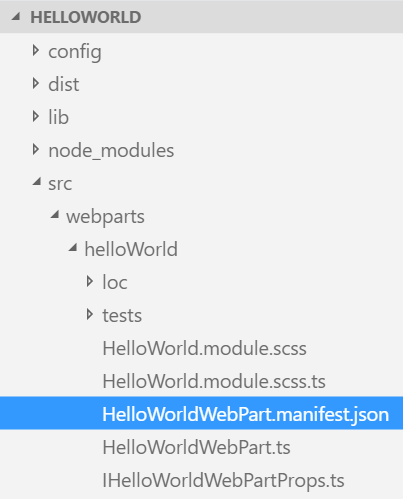 HELLOWORLD
config
dist
lib
node_modules
src
webparts
helloWorld
loc
tests
HelloWorld.module.scss
HelloWorld.module.scss.ts
HelloWorldWebPart.manifest.json
HelloWorldWebPart.ts
IHelloWorldWebPartProps.ts